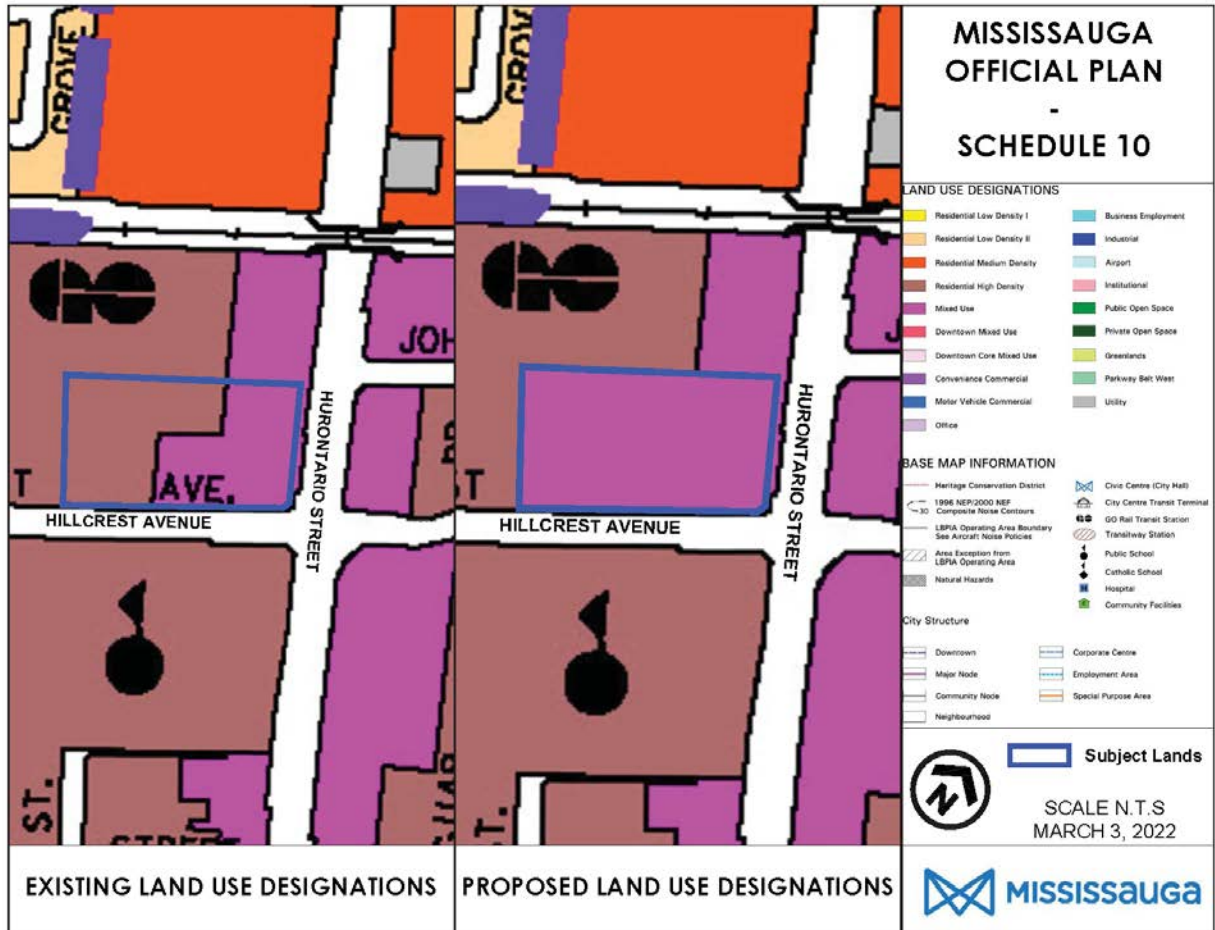 GROVE
JOH
T
AVE.
HILLCREST AVENUE
HURONTARIO STREET
ST.
EXISTING LAND USE DESIGNATIONS
J
ST
HILLCREST AVENUE
HURONTARIO STREET
ST.
PROPOSED LAND USE DESIGNATIONS
MISSISSAUGA
OFFICIAL PLAN
-
SCHEDULE 10
LAND USE DESIGNATIONS
Residential Low Density I
Residential Low Density II
Residential Medium Density
Residential High Density
Mixed Use
Downtown Mixed Use
Downtown Core Mixed Use
Convenience Commercial
Motor Vehicle Commercial
Office
Business Employment
Industrial
Airport
Institutional
Public Open Space
Private Open Space
Greenlands
Parkway Belt West
Utility
BASE MAP INFORMATION
Heritage Conservation District
1996 NEP/2000 NEF
Composite Noise Contours
30
LBPIA Operating Area Boundary
See Aircraft Noise Policies
Area Exception from
LBPIA Operating Area
Natural Hazards
Civic Centre (City Hall)
City Centre Transit Terminal
GO Rail Transit Station
Transitway Station
Public School
Catholic School
H
Hospital
Community Facilities
City Structure
Downtown
Major Node
Community Node
Neighbourhood
Corporate Centre
Employment Area
Special Purpose Area
N
Subject Lands
SCALE N.T.S
MARCH 3, 2022
MISSISSAUGA